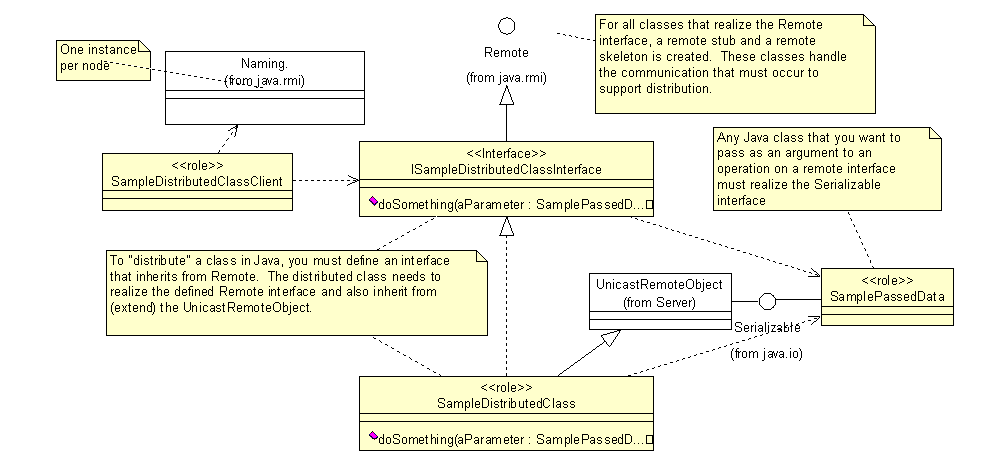 One instance
per node
Naming.
(from java.rmi)
Remote
(from java.rmi)
For all classes that realize the Remote
interface, a remote stub and a remote
skeleton is created.  These classes handle
the communication that must occur to
support distribution.
<<role>>
SampleDistributedClassClient
<<Interface>>
ISampleDistributedClassInterface
doSomething(aParameter : SamplePassedD...
Any Java class that you want to
pass as an argument to an
operation on a remote interface
must realize the Serializable
interface
To "distribute" a class in Java, you must define an interface
that inherits from Remote.  The distributed class needs to
realize the defined Remote interface and also inherit from
(extend) the UnicastRemoteObject.
UnicastRemoteObject
(from Server)
Serializable
(from java.io)
<<role>>
SamplePassedData
<<role>>
SampleDistributedClass
doSomething(aParameter : SamplePassedD...